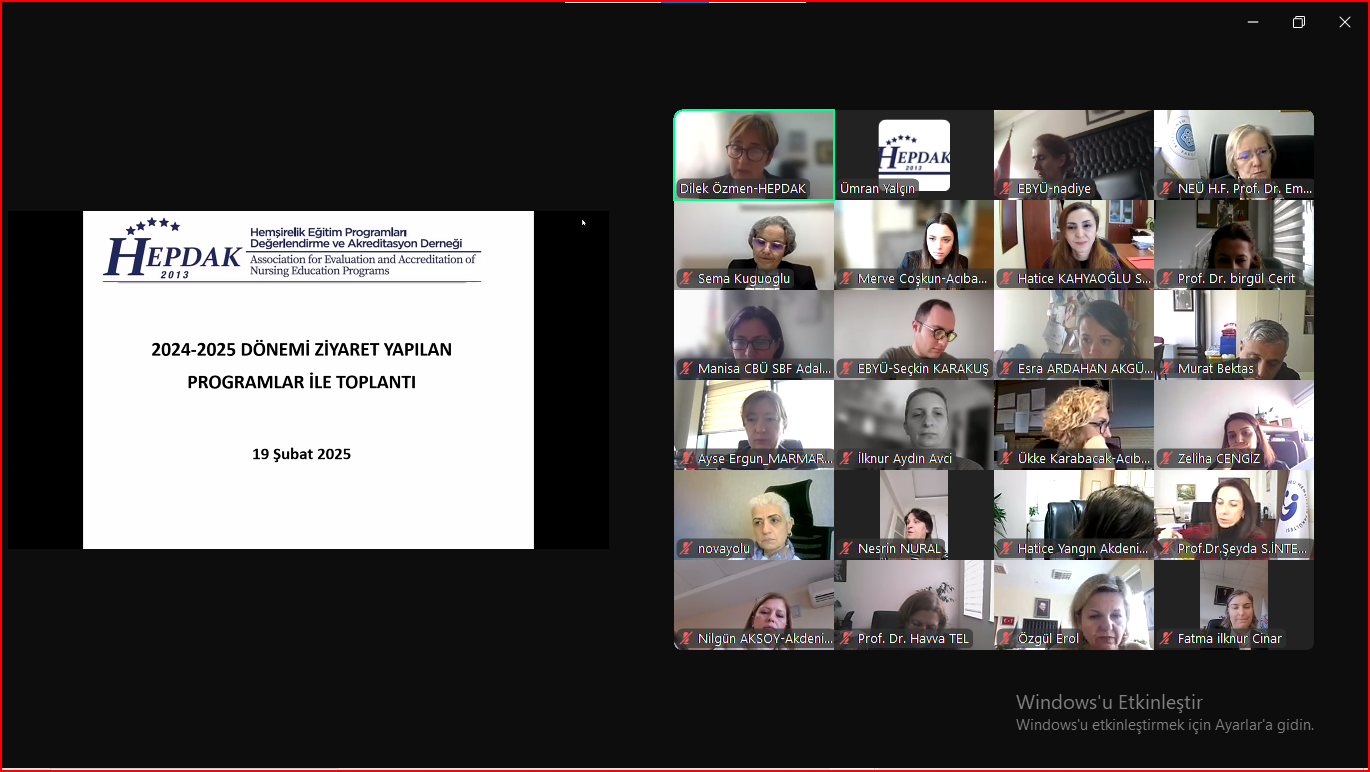 HEPDAK
2013
Hemşirelik Eğitim Programları
Değerlendirme ve Akreditasyon Derneği
Association for Evaluation and Accreditation of
Nursing Education Programs
2024-2025 DÖNEMİ ZİYARET YAPILAN
PROGRAMLAR İLE TOPLANTI
19 Şubat 2025
HEPDAK
2013
Dilek Özmen-HEPDAK
Ümran Yalçın
EBYÜ-nadiye
NEÜ H.F. Prof. Dr. Em...
Sema Kuguoglu
Merve Coşkun-Acıba...
Hatice KAHYAOĞLU S...
Prof. Dr. birgül Cerit
Manisa CBÜ SBF Adal...
EBYÜ-Seçkin KARAKUŞ
Esra ARDAHAN AKGÜ...
Murat Bektas
Ayse Ergun_MARMAR...
İlknur Aydın Avci
Ükke Karabacak-Acıb...
Zeliha CENGİZ
novayolu
Nesrin NURAL
Hatice Yangın Akdeni...
Prof.Dr.Şeyda S.İNTE...
Nilgün AKSOY-Akdeni...
Prof. Dr. Havva TEL
Özgül Erol
Fatma ilknur Cinar
Windows'u Etkinleştir
Windows'u etkinleştirmek için Ayarlar'a gidin.